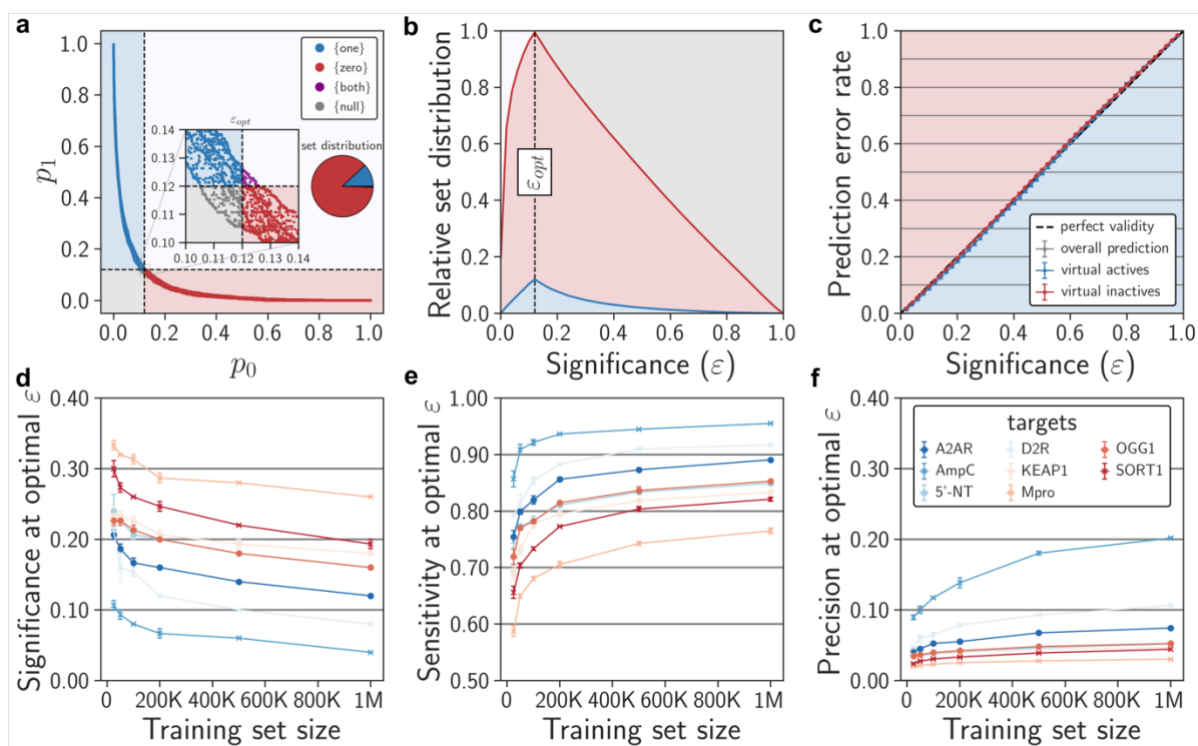 a
1.0
0.8
0.6
0.4
0.2
0.0
p₁
0.0 0.2 0.4 0.6 0.8 1.0
p₀
{one}
{zero}
{both}
{null}
εopt
0.14
0.13
0.12
0.11
0.10
0.10 0.11 0.12 0.13 0.14
set distribution
b
Relative set distribution
1.0
0.8
0.6
0.4
0.2
0.0
εopt
0.0 0.2 0.4 0.6 0.8 1.0
Significance (ε)
c
Prediction error rate
1.0
0.8
0.6
0.4
0.2
0.0
perfect validity
overall prediction
virtual actives
virtual inactives
0.0 0.2 0.4 0.6 0.8 1.0
Significance (ε)
d
Significance at optimal ε
0.40
0.30
0.20
0.10
0.00
0 200K 400K 600K 800K 1M
Training set size
e
Sensitivity at optimal ε
1.00
0.90
0.80
0.70
0.60
0.50
0 200K 400K 600K 800K 1M
Training set size
f
Precision at optimal ε
0.40
0.30
0.20
0.10
0.00
targets
A2AR D2R OGG1
AmpC KEAP1 SORT1
5'-NT Mpro
0 200K 400K 600K 800K 1M
Training set size